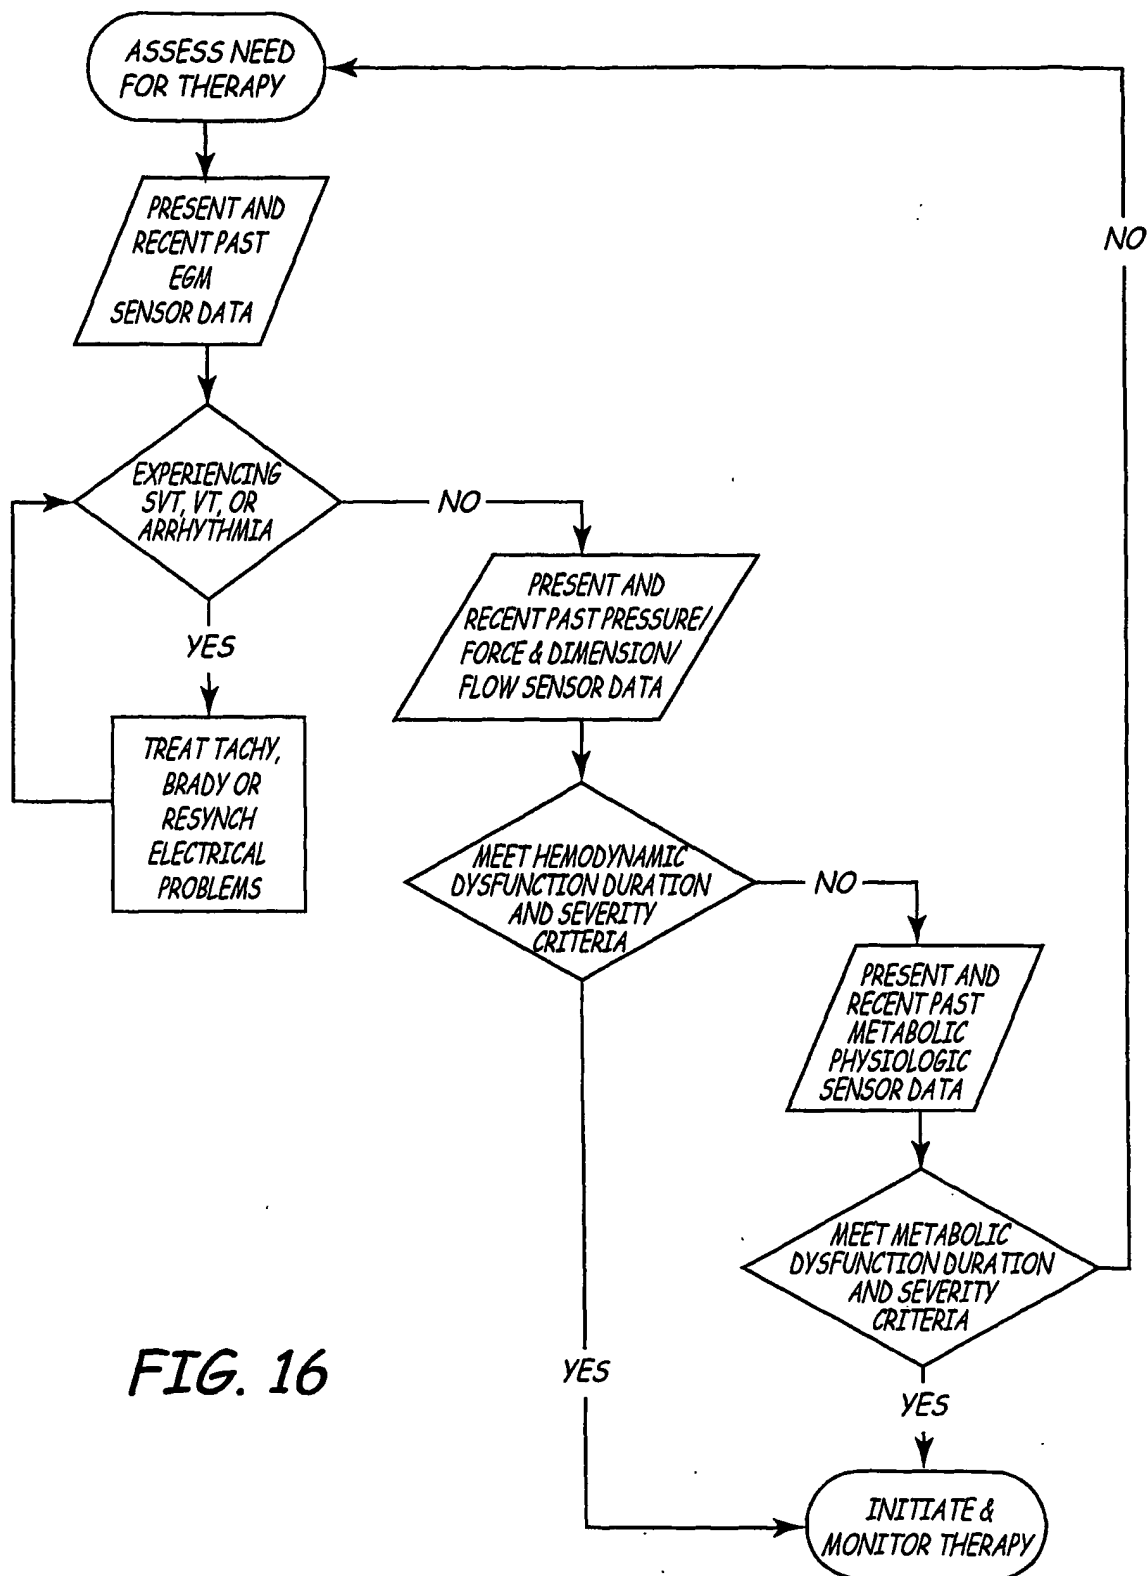 ASSESS NEED
FOR THERAPY
PRESENT AND
RECENT PAST
EGM
SENSOR DATA
EXPERIENCING
SVT, VT, OR
ARRHYTHMIA
NO
YES
TREAT TACHY,
BRADY OR
RESYNCH
ELECTRICAL
PROBLEMS
PRESENT AND
RECENT PAST PRESSURE/
FORCE & DIMENSION/
FLOW SENSOR DATA
MEET HEMODYNAMIC
DYSFUNCTION DURATION
AND SEVERITY
CRITERIA
NO
YES
PRESENT AND
RECENT PAST
METABOLIC
PHYSIOLOGIC
SENSOR DATA
MEET METABOLIC
DYSFUNCTION DURATION
AND SEVERITY
CRITERIA
NO
YES
INITIATE &
MONITOR THERAPY
FIG. 16